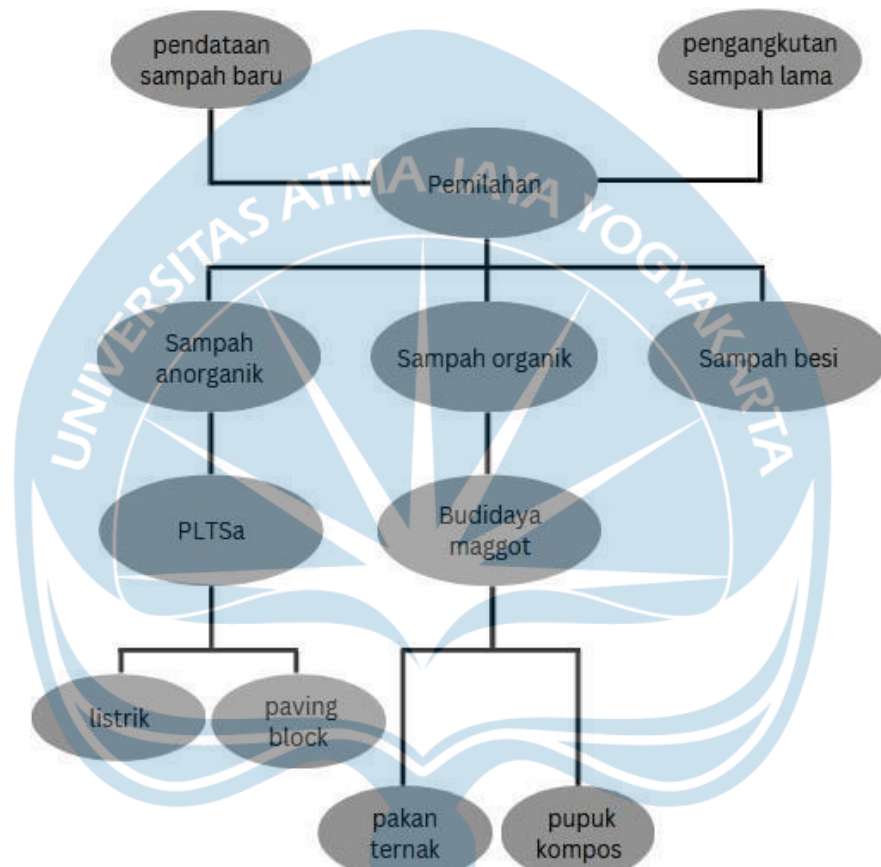 pendataan
sampah baru
pengangkutan
sampah lama
Pemilahan
UNIVERSITAS ATMA JAYA YOGYAKARTA
Sampah
anorganik
Sampah organik
Sampah besi
PLTSa
Budidaya
maggot
listrik
paving
block
pakan
ternak
pupuk
kompos